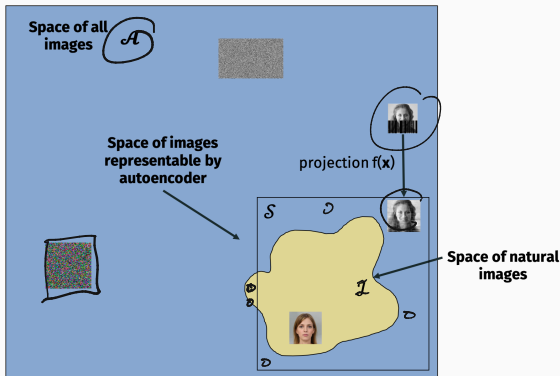 Space of all
images
𝒜
Space of images
representable by
autoencoder
projection f(x)
S
Space of natural
images
I